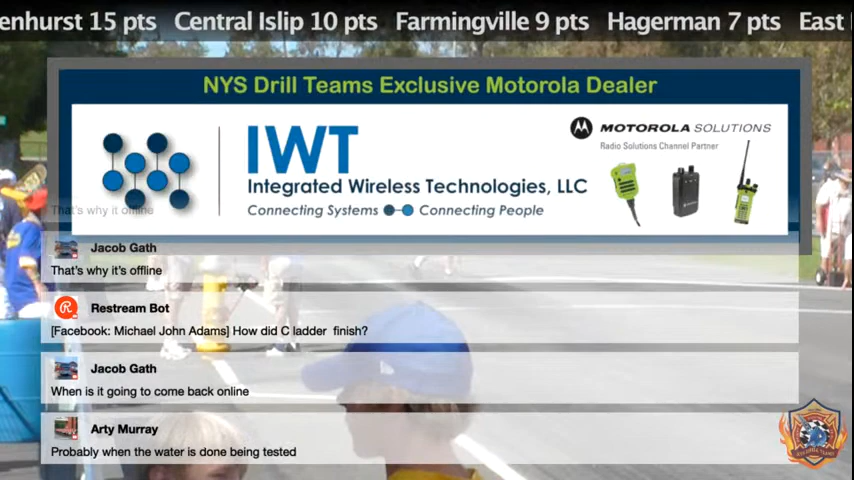 enhurst 15 pts Central Islip 10 pts Farmingville 9 pts Hagerman 7 pts East
NYS Drill Teams Exclusive Motorola Dealer
IWT
Integrated Wireless Technologies, LLC
Connecting Systems Connecting People
MOTOROLA SOLUTIONS
Radio Solutions Channel Partner
That's why it offline
Jacob Gath
That's why it's offline
Restream Bot
[Facebook: Michael John Adams] How did C ladder finish?
Jacob Gath
When is it going to come back online
Arty Murray
Probably when the water is done being tested